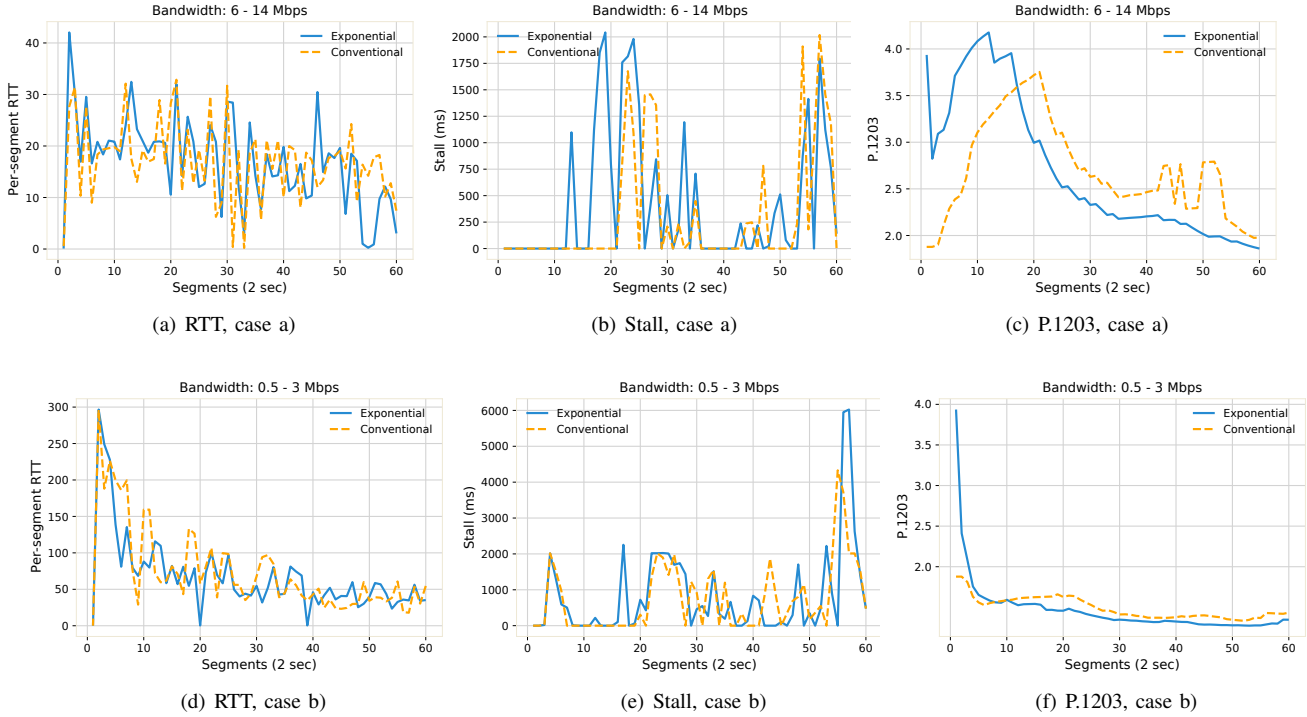 Bandwidth: 6 - 14 Mbps
Exponential
Conventional
Per-segment RTT
40
30
20
10
0
0 10 20 30 40 50 60
Segments (2 sec)
(a) RTT, case a)
Bandwidth: 6 - 14 Mbps
Exponential
Conventional
Stall (ms)
2000
1750
1500
1250
1000
750
500
250
0
0 10 20 30 40 50 60
Segments (2 sec)
(b) Stall, case a)
Bandwidth: 6 - 14 Mbps
Exponential
Conventional
P.1203
4.0
3.5
3.0
2.5
2.0
0 10 20 30 40 50 60
Segments (2 sec)
(c) P.1203, case a)
Bandwidth: 0.5 - 3 Mbps
Exponential
Conventional
Per-segment RTT
300
250
200
150
100
50
0
0 10 20 30 40 50 60
Segments (2 sec)
(d) RTT, case b)
Bandwidth: 0.5 - 3 Mbps
Exponential
Conventional
Stall (ms)
6000
5000
4000
3000
2000
1000
0
0 10 20 30 40 50 60
Segments (2 sec)
(e) Stall, case b)
Bandwidth: 0.5 - 3 Mbps
Exponential
Conventional
P.1203
4.0
3.5
3.0
2.5
2.0
0 10 20 30 40 50 60
Segments (2 sec)
(f) P.1203, case b)